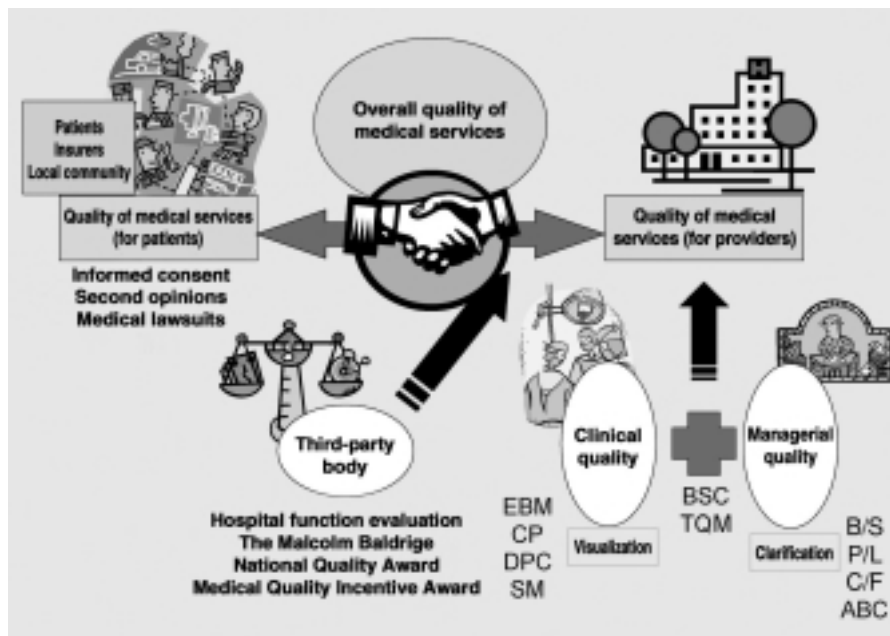 Overall quality of
medical services
H
Patients
Insurers
Local community
Quality of medical services
(for patients)
Quality of medical
services (for providers)
Informed consent
Second opinions
Medical lawsuits
Third-party
body
Hospital function evaluation
The Malcolm Baldrige
National Quality Award
Medical Quality Incentive Award
Clinical
quality
Managerial
quality
EBM
CP
DPC
SM
Visualization
BSC
TQM
Clarification
B/S
P/L
C/F
ABC